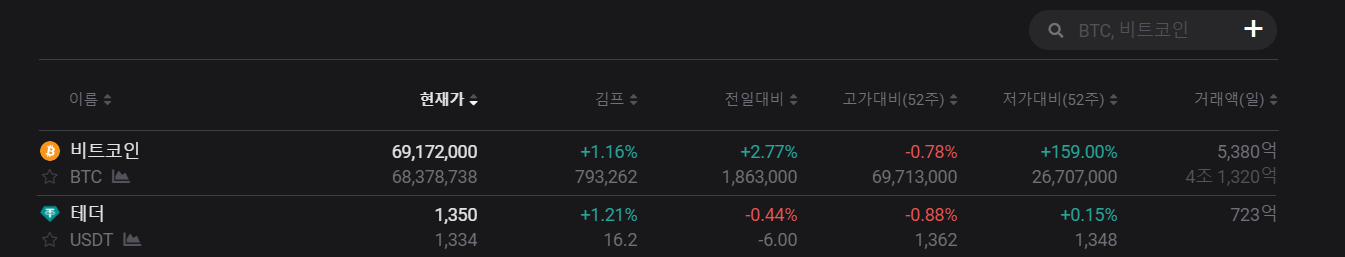 BTC, 비트코인 +
이름 현재가 김프 전일대비 고가대비(52주) 저가대비(52주) 거래액(일)
비트코인 69,172,000 +1.16% +2.77% -0.78% +159.00% 5,380억
BTC 68,378,738 793,262 1,863,000 69,713,000 26,707,000 4조 1,320억
테더 1,350 +1.21% -0.44% -0.88% +0.15% 723억
USDT 1,334 16.2 -6.00 1,362 1,348